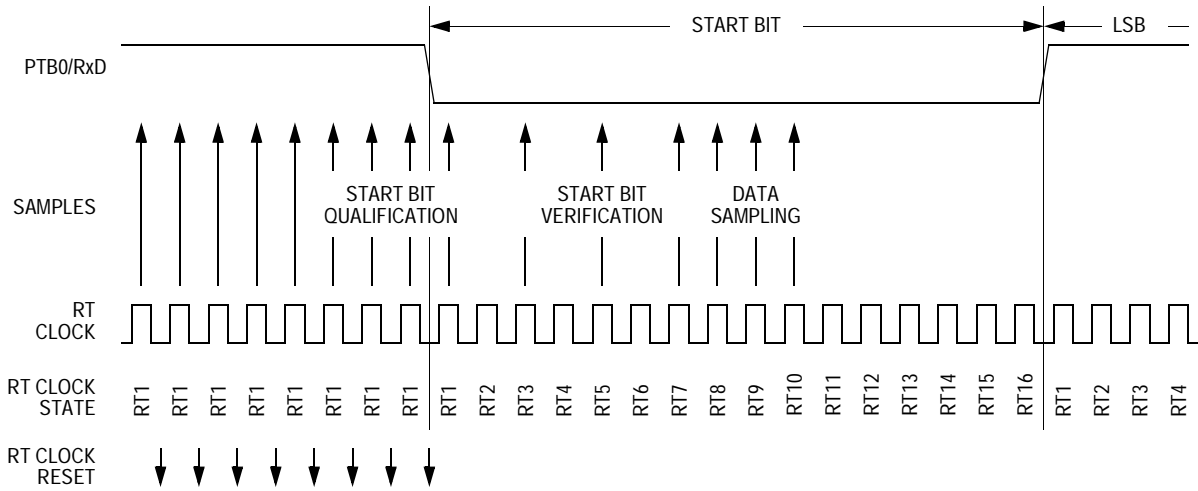 START BIT
LSB
PTB0/RxD
SAMPLES
START BIT
QUALIFICATION
START BIT
VERIFICATION
DATA
SAMPLING
RT
CLOCK
RT CLOCK
STATE
RT1 RT1 RT1 RT1 RT1 RT1 RT1 RT1 RT1 RT2 RT3 RT4 RT5 RT6 RT7 RT8 RT9 RT10 RT11 RT12 RT13 RT14 RT15 RT16 RT1 RT2 RT3 RT4
RT CLOCK
RESET